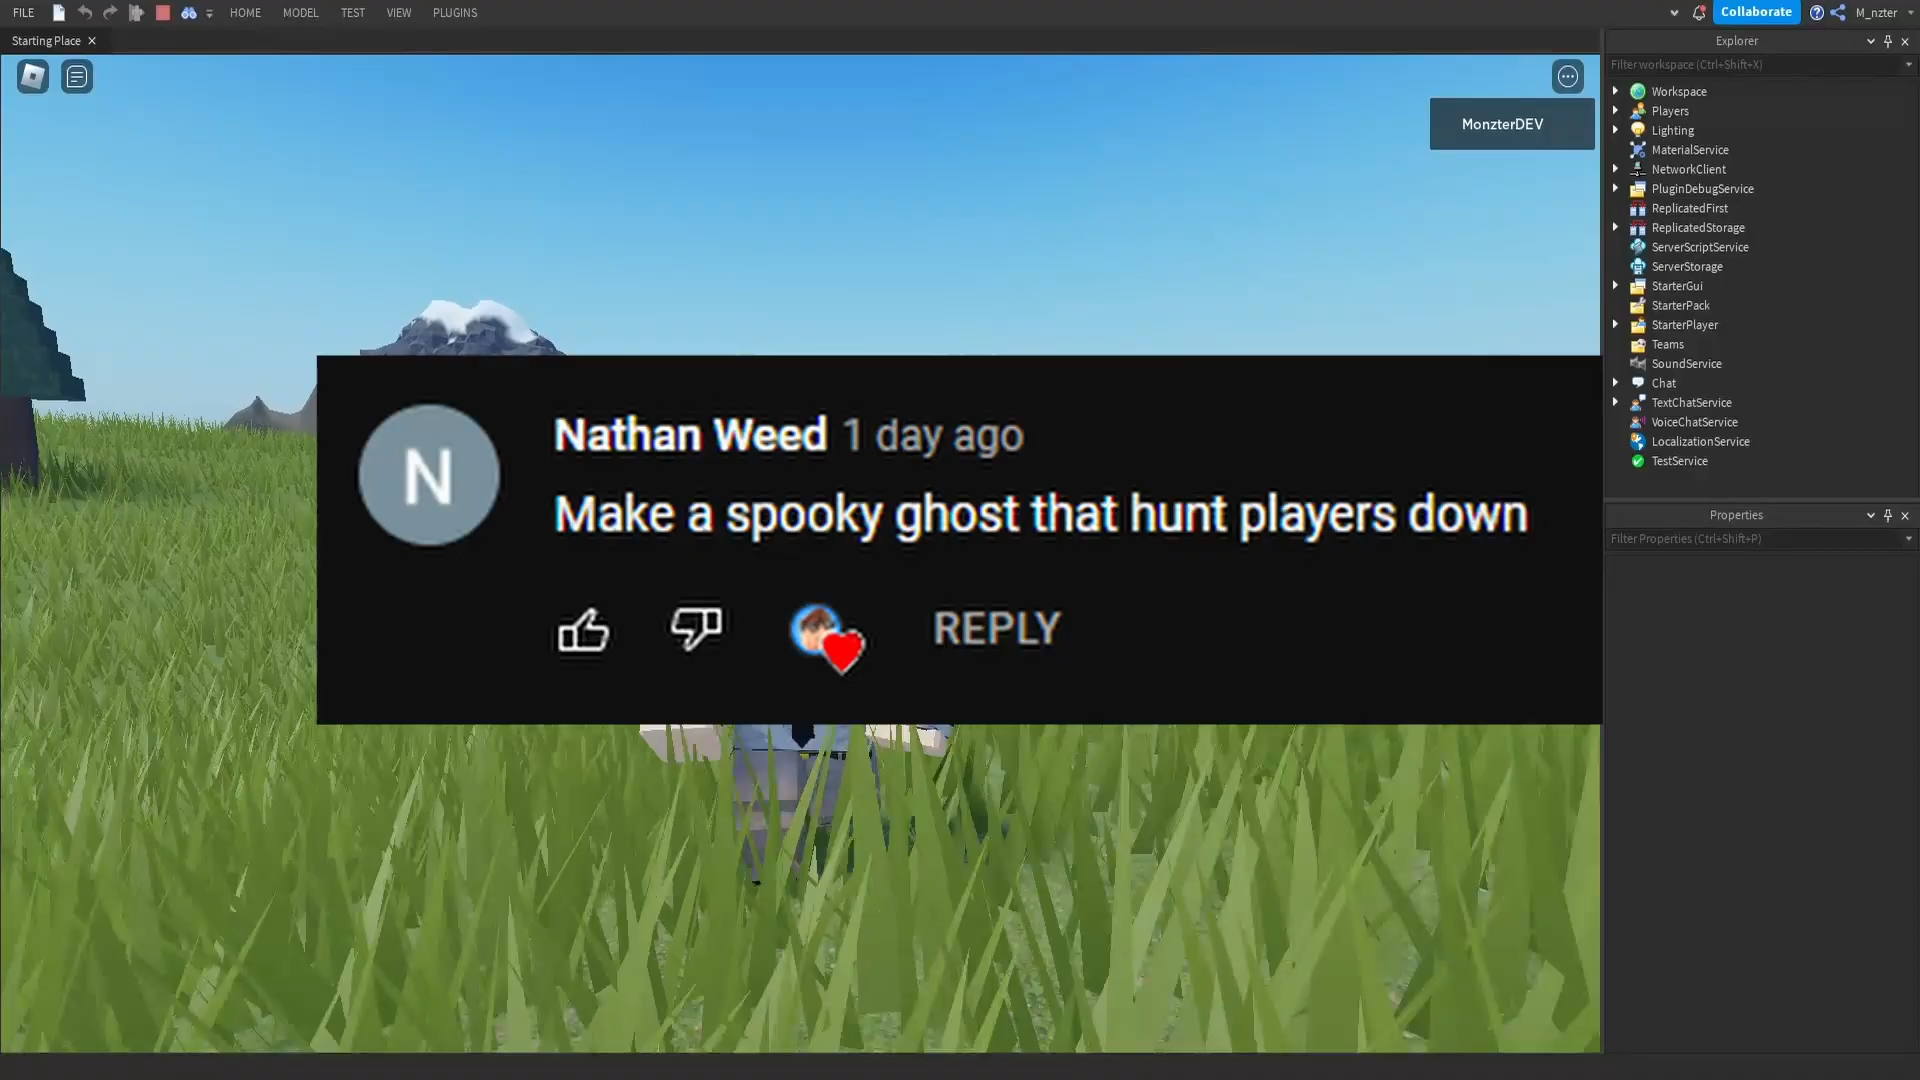 FILE HOME MODEL TEST VIEW PLUGINS Collaborate M_nzter
Starting Place
MonzterDEV
Nathan Weed 1 day ago
Make a spooky ghost that hunt players down
REPLY
N
Explorer
Filter workspace (Ctrl+Shift+X)
Workspace
Players
Lighting
MaterialService
NetworkClient
PluginDebugService
ReplicatedFirst
ReplicatedStorage
ServerScriptService
ServerStorage
StarterGui
StarterPack
StarterPlayer
Teams
SoundService
Chat
TextChatService
VoiceChatService
LocalizationService
TestService
Properties
Filter Properties (Ctrl+Shift+P)